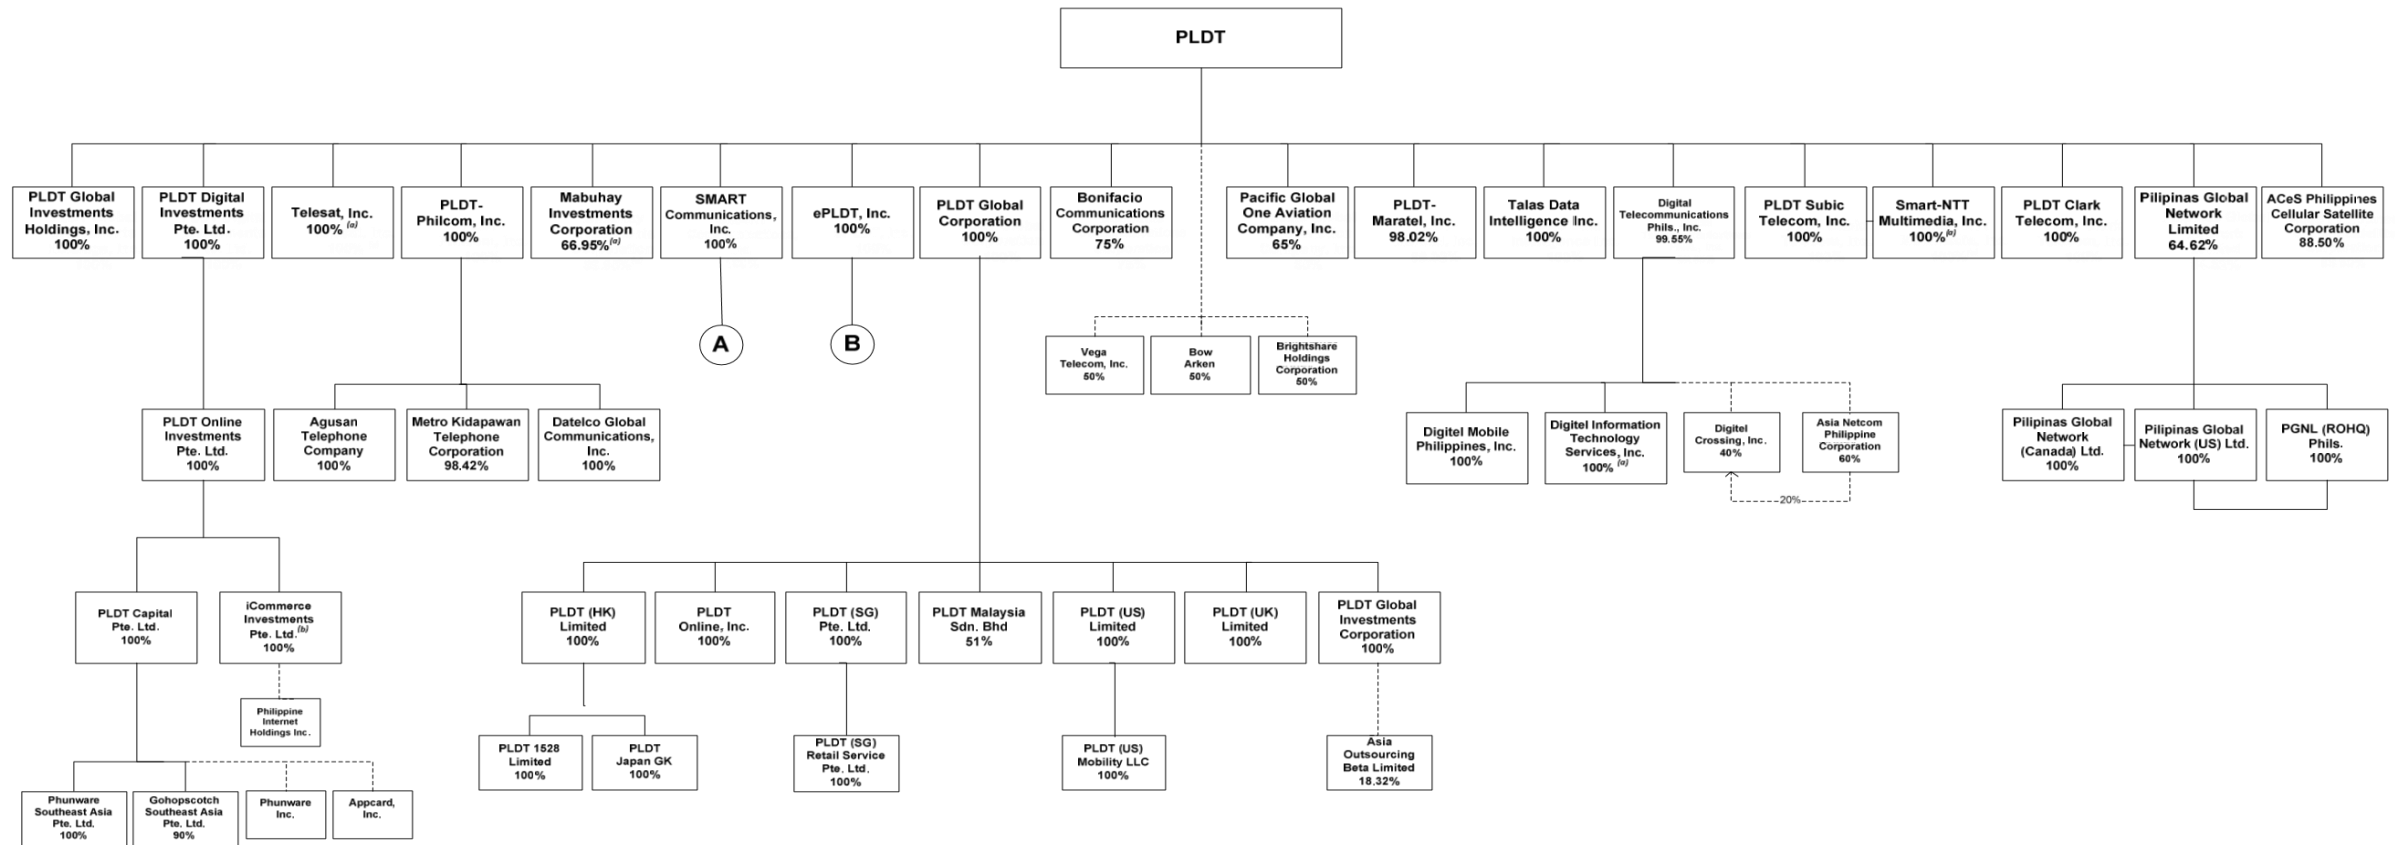 PLDT
PLDT Global
Investments
Holdings, Inc.
100%
PLDT Digital
Investments
Pte. Ltd.
100%
Telesat, Inc.
100% (a)
PLDT-
Philcom, Inc.
100%
Mabuhay
Investments
Corporation
66.95%(a)
SMART
Communications,
Inc.
100%
ePLDT, Inc.
100%
PLDT Global
Corporation
100%
Bonifacio
Communications
Corporation
75%
Pacific Global
One Aviation
Company, Inc.
65%
PLDT-
Maratel, Inc.
98.02%
Talas Data
Intelligence Inc.
100%
Digital
Telecommunications
Phils., Inc.
99.55%
PLDT Subic
Telecom, Inc.
100%
Smart-NTT
Multimedia, Inc.
100%(a)
PLDT Clark
Telecom, Inc.
100%
Pilipinas Global
Network
Limited
64.62%
ACeS Philippines
Cellular Satellite
Corporation
88.50%
A
B
Vega
Telecom, Inc.
50%
Bow
Arken
50%
Brightshare
Holdings
Corporation
50%
PLDT Online
Investments
Pte. Ltd.
100%
Agusan
Telephone
Company
100%
Metro Kidapawan
Telephone
Corporation
98.42%
Datelco Global
Communications,
Inc.
100%
Digitel Mobile
Philippines, Inc.
100%
Digitel Information
Technology
Services, Inc.
100% (a)
Digitel
Crossing, Inc.
40%
Asia Netcom
Philippine
Corporation
60%
20%
Pilipinas Global
Network
(Canada) Ltd.
100%
Pilipinas Global
Network (US) Ltd.
100%
PGNL (ROHQ)
Phils.
100%
PLDT Capital
Pte. Ltd.
100%
iCommerce
Investments
Pte. Ltd.(b)
100%
PLDT (HK)
Limited
100%
PLDT
Online, Inc.
100%
PLDT (SG)
Pte. Ltd.
100%
PLDT Malaysia
Sdn. Bhd
51%
PLDT (US)
Limited
100%
PLDT (UK)
Limited
100%
PLDT Global
Investments
Corporation
100%
Philippine
Internet
Holdings Inc.
PLDT 1528
Limited
100%
PLDT
Japan GK
100%
PLDT (SG)
Retail Service
Pte. Ltd.
100%
PLDT (US)
Mobility LLC
100%
Asia
Outsourcing
Beta Limited
18.32%
Phunware
Southeast Asia
Pte. Ltd.
100%
Gohopscotch
Southeast Asia
Pte. Ltd.
90%
Phunware
Inc.
Appcard,
Inc.